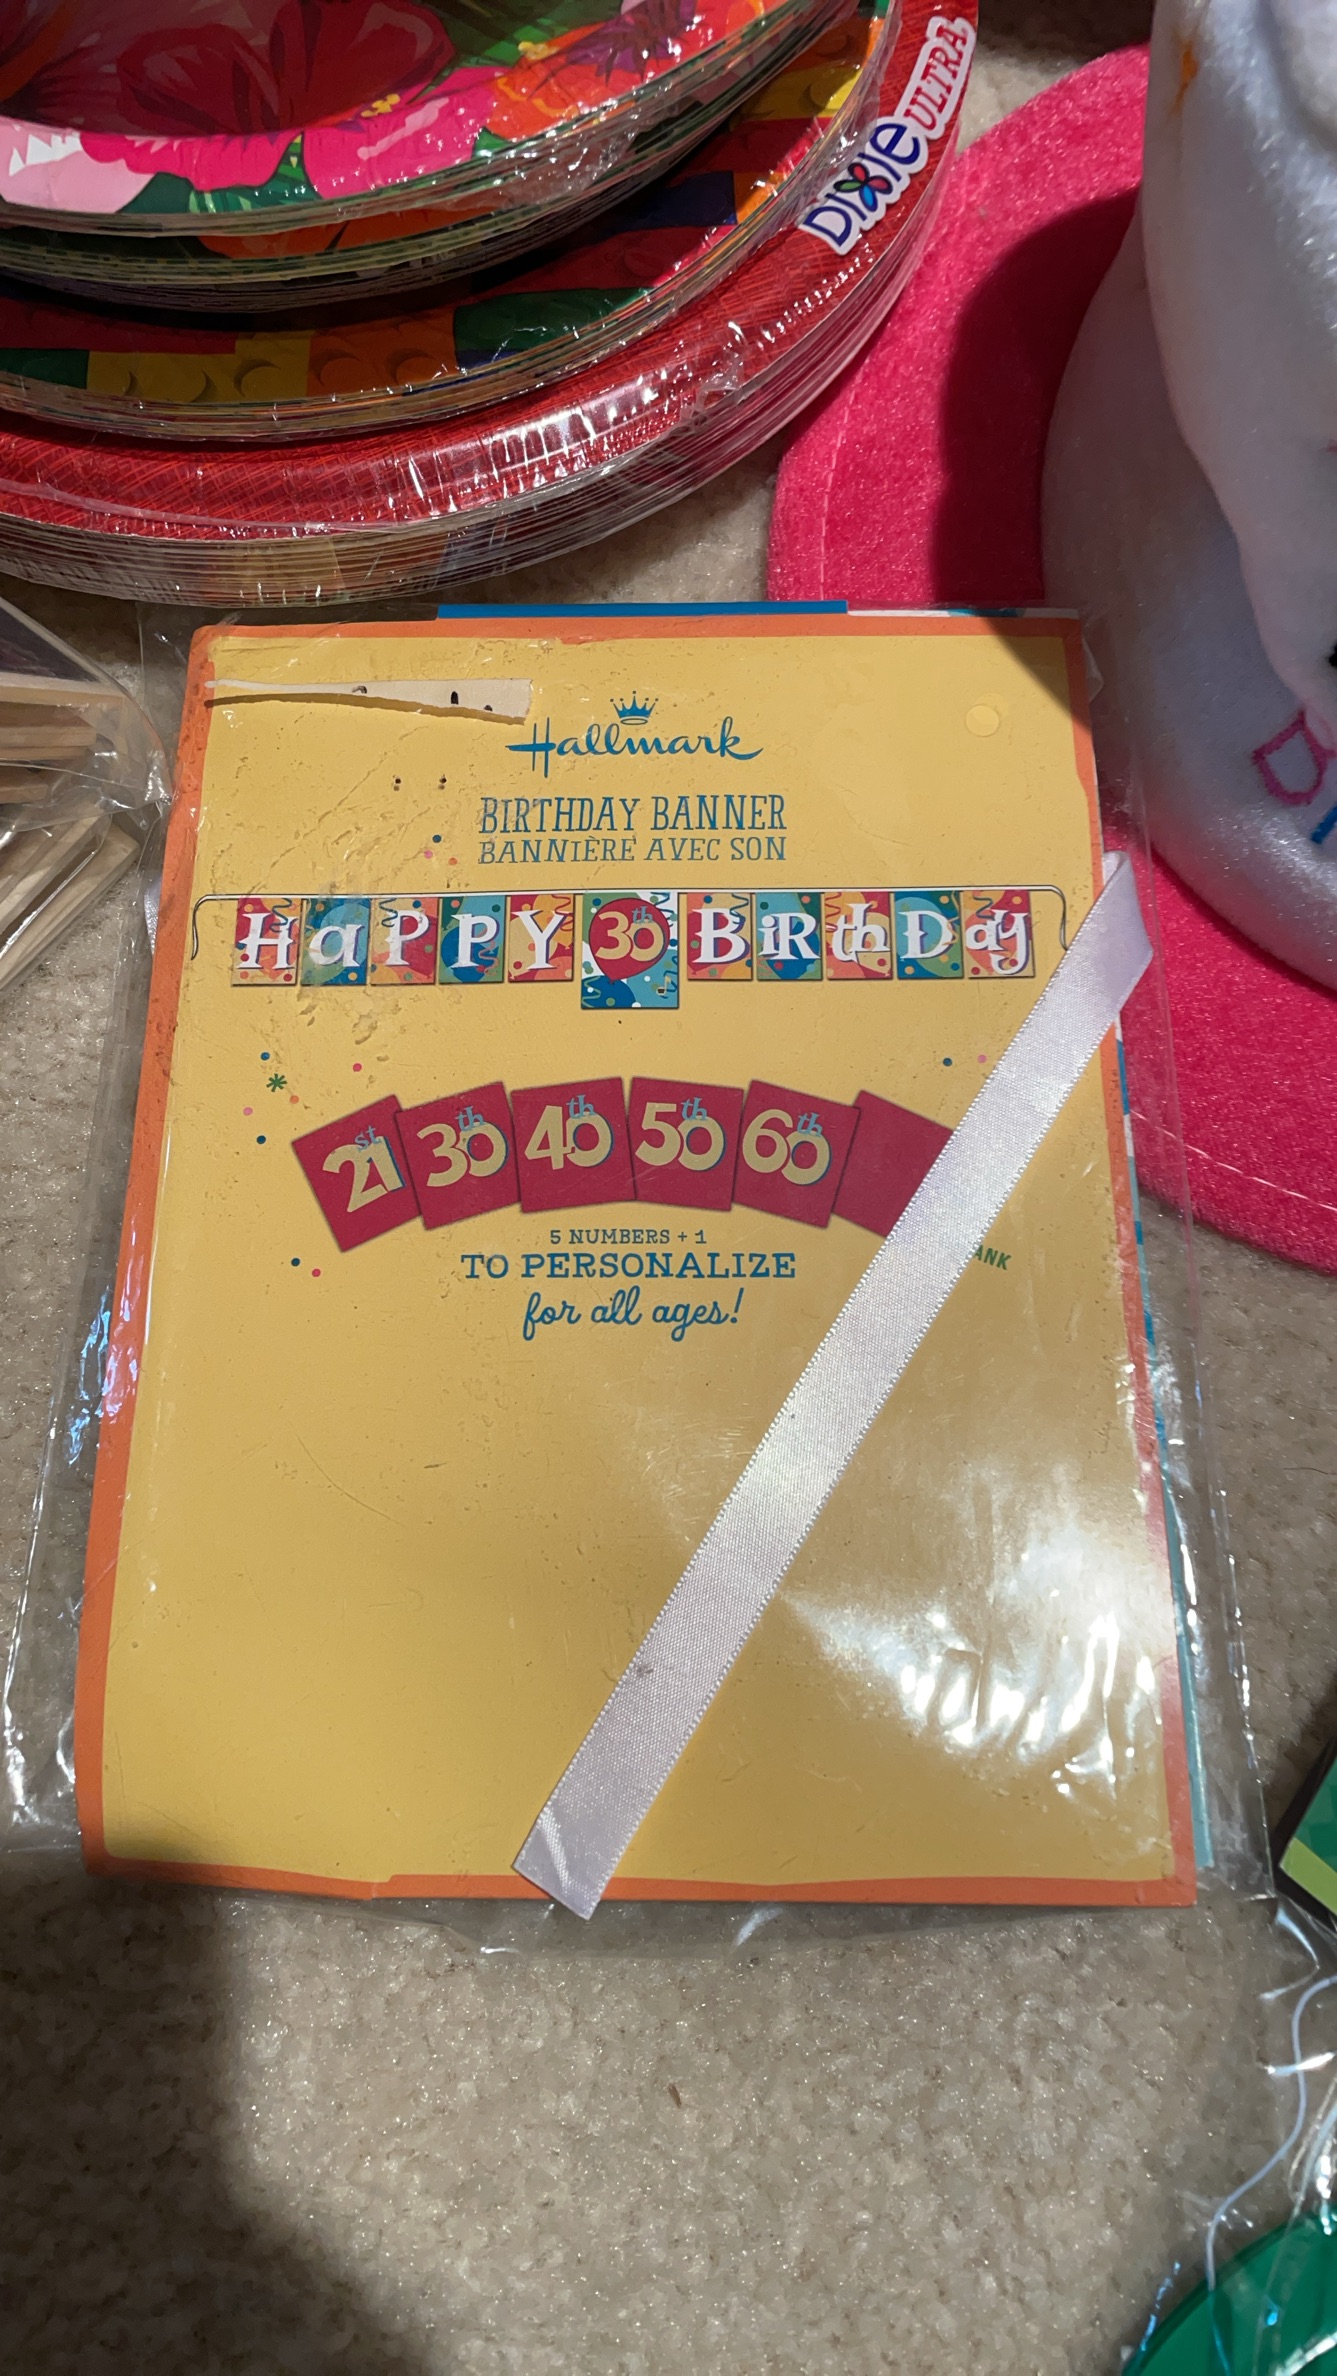 DIXIE ULTRA
Hallmark
BIRTHDAY BANNER
BANNIÈRE AVEC SON
HaPPY 30th BiRthDay
21st 30th 40th 50th 60th
5 NUMBERS + 1
TO PERSONALIZE
for all ages!